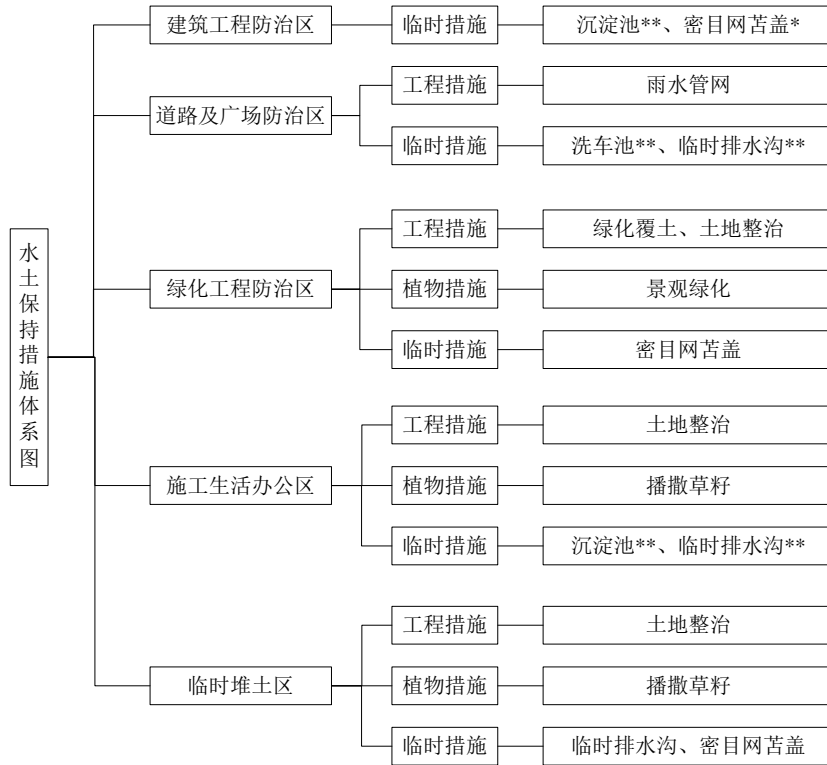 水土保持措施体系图
建筑工程防治区
临时措施
沉淀池**、密目网苫盖*
道路及广场防治区
工程措施
雨水管网
临时措施
洗车池**、临时排水沟**
绿化工程防治区
工程措施
绿化覆土、土地整治
植物措施
景观绿化
临时措施
密目网苫盖
施工生活办公区
工程措施
土地整治
植物措施
播撒草籽
临时措施
沉淀池**、临时排水沟**
临时堆土区
工程措施
土地整治
植物措施
播撒草籽
临时措施
临时排水沟、密目网苫盖